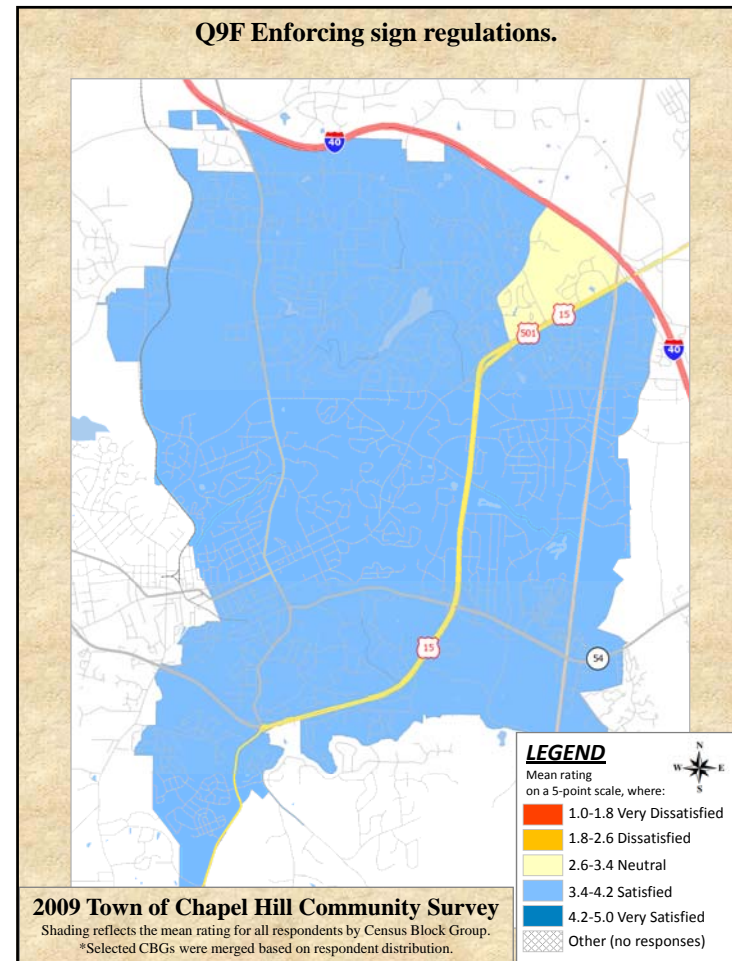 Q9F Enforcing sign regulations.
40
15
501
40
15
54
LEGEND
Mean rating
on a 5-point scale, where:
N
W E
S
1.0-1.8 Very Dissatisfied
1.8-2.6 Dissatisfied
2.6-3.4 Neutral
3.4-4.2 Satisfied
4.2-5.0 Very Satisfied
Other (no responses)
2009 Town of Chapel Hill Community Survey
Shading reflects the mean rating for all respondents by Census Block Group.
*Selected CBGs were merged based on respondent distribution.